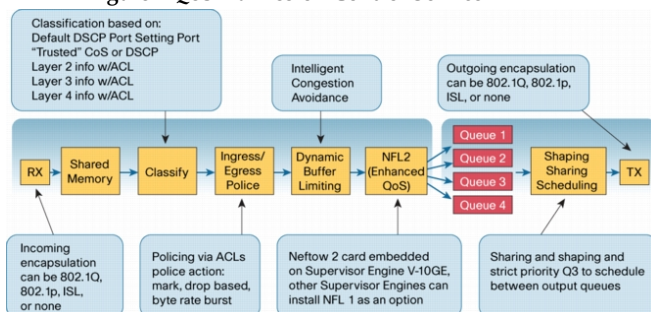 Classification based on:
Default DSCP Port Setting Port
“Trusted” CoS or DSCP
Layer 2 info w/ACL
Layer 3 info w/ACL
Layer 4 info w/ACL
Intelligent
Congestion
Avoidance
Outgoing encapsulation
can be 802.1Q, 802.1p,
ISL, or none
RX
Shared
Memory
Classify
Ingress/
Egress
Police
Dynamic
Buffer
Limiting
NFL2
(Enhanced
QoS)
Queue 1
Queue 2
Queue 3
Queue 4
Shaping
Sharing
Scheduling
TX
Incoming
encapsulation
can be 802.1Q,
802.1p, ISL,
or none
Policing via ACLs
police action:
mark, drop based,
byte rate burst
Neftow 2 card embedded
on Supervisor Engine V-10GE,
other Supervisor Engines can
install NFL 1 as an option
Sharing and shaping and
strict priority Q3 to schedule
between output queues